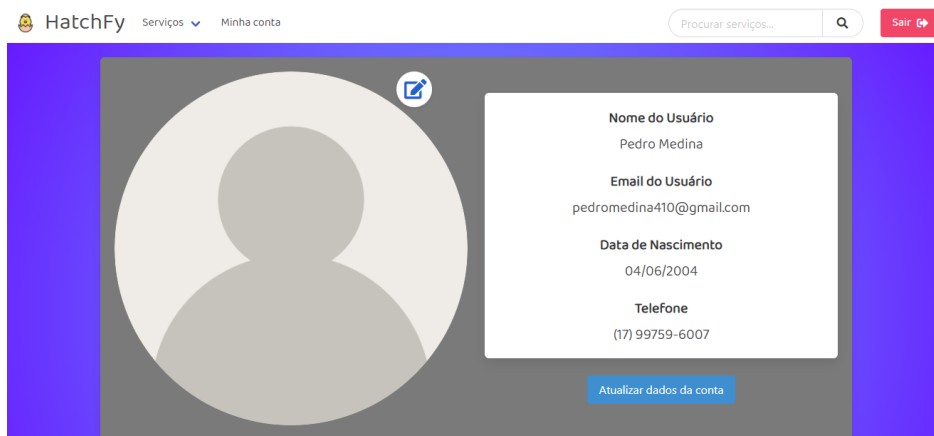 HatchFy Serviços Minha conta Procurar serviços... Sair
Nome do Usuário
Pedro Medina
Email do Usuário
pedromedina410@gmail.com
Data de Nascimento
04/06/2004
Telefone
(17) 99759-6007
Atualizar dados da conta